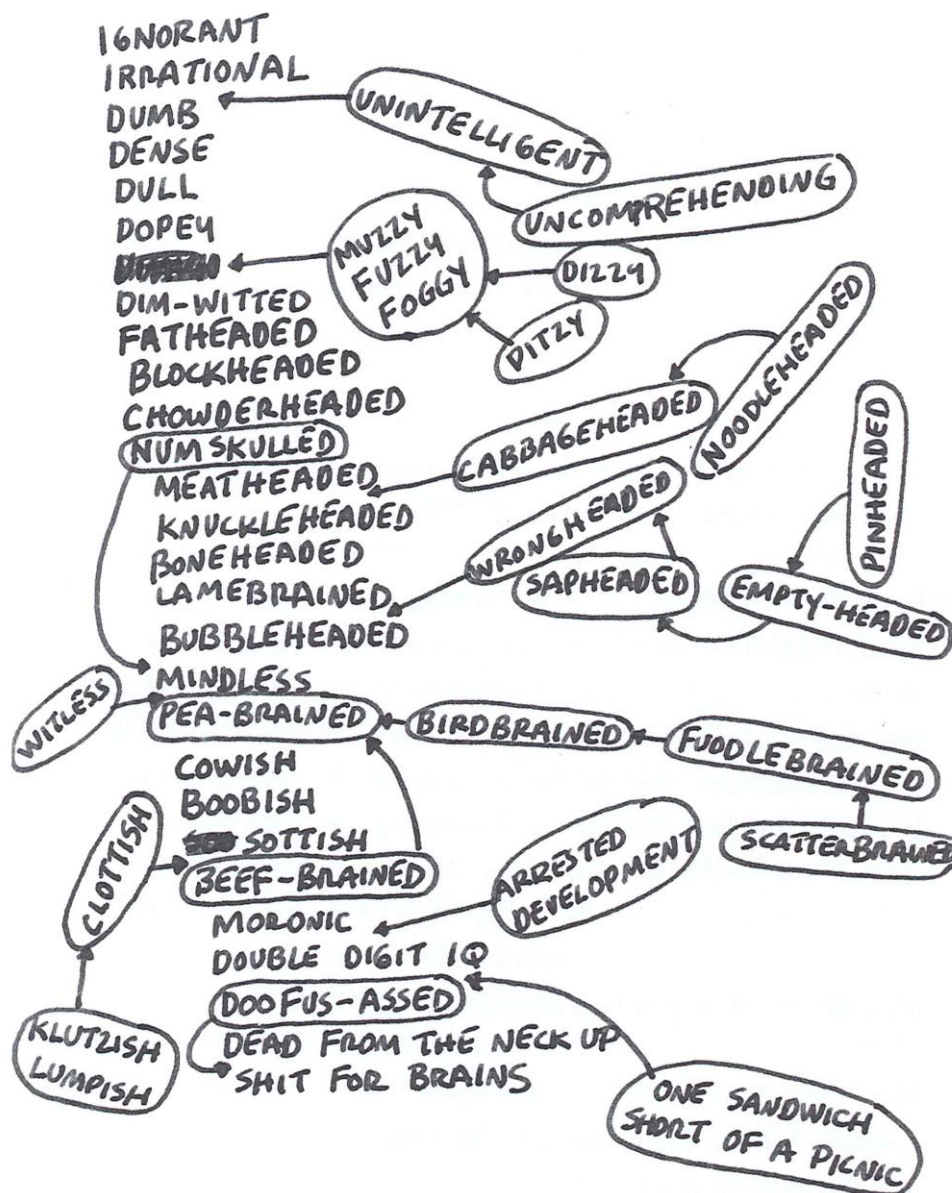 IGNORANT
IRRATIONAL
DUMB
UNINTELLIGENT
DENSE
DULL
UNCOMPREHENDING
DOPEY
MUZZY
FUZZY
FOGGY
DIZZY
DITZY
DIM-WITTED
FATHEADED
BLOCKHEADED
CHOWDERHEADED
NUMSKULLED
CABBAGEHEADED
NOODLEHEADED
MEATHEADED
KNUCKLEHEADED
WRONGHEADED
PINHEADED
BONEHEADED
LAMEBRAINED
SAPHEADED
EMPTY-HEADED
BUBBLEHEADED
MINDLESS
WITLESS
PEA-BRAINED
BIRDBRAINED
FUDDLEBRAINED
COWISH
BOOBISH
SOTTISH
SCATTERBRAINED
CLOTTISH
BEEF-BRAINED
ARRESTED
DEVELOPMENT
MORONIC
DOUBLE DIGIT IQ
DOOFUS-ASSED
KLUTZISH
LUMPISH
DEAD FROM THE NECK UP
SHIT FOR BRAINS
ONE SANDWICH
SHORT OF A PICNIC